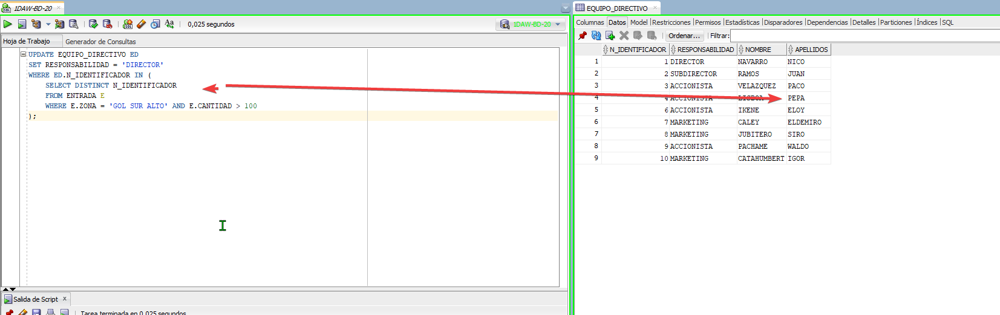 1DAW-BD-20
0,025 segundos
1DAW-BD-20
Hoja de Trabajo
Generador de Consultas
UPDATE EQUIPO_DIRECTIVO ED
SET RESPONSABILIDAD = 'DIRECTOR'
WHERE ED.N_IDENTIFICADOR IN (
SELECT DISTINCT N_IDENTIFICADOR
FROM ENTRADA E
WHERE E.ZONA = 'GOL SUR ALTO' AND E.CANTIDAD > 100
);
Salida de Script
Tarea terminada en 0,025 segundos
EQUIPO_DIRECTIVO
Columnas Datos Model Restricciones Permisos Estadísticas Disparadores Dependencias Detalles Particiones Índices SQL
Ordenar... Filtrar:
N_IDENTIFICADOR RESPONSABILIDAD NOMBRE APELLIDOS
1 1 DIRECTOR NAVARRO NICO
2 2 SUBDIRECTOR RAMOS JUAN
3 3 ACCIONISTA VELAZQUEZ PACO
4 4 ACCIONISTA LISBOA PEPA
5 6 ACCIONISTA IKENE ELOY
6 7 MARKETING CALEY ELDEMIRO
7 8 MARKETING JUBITERO SIRO
8 9 ACCIONISTA PACHAME WALDO
9 10 MARKETING CATAHUMBERT IGOR